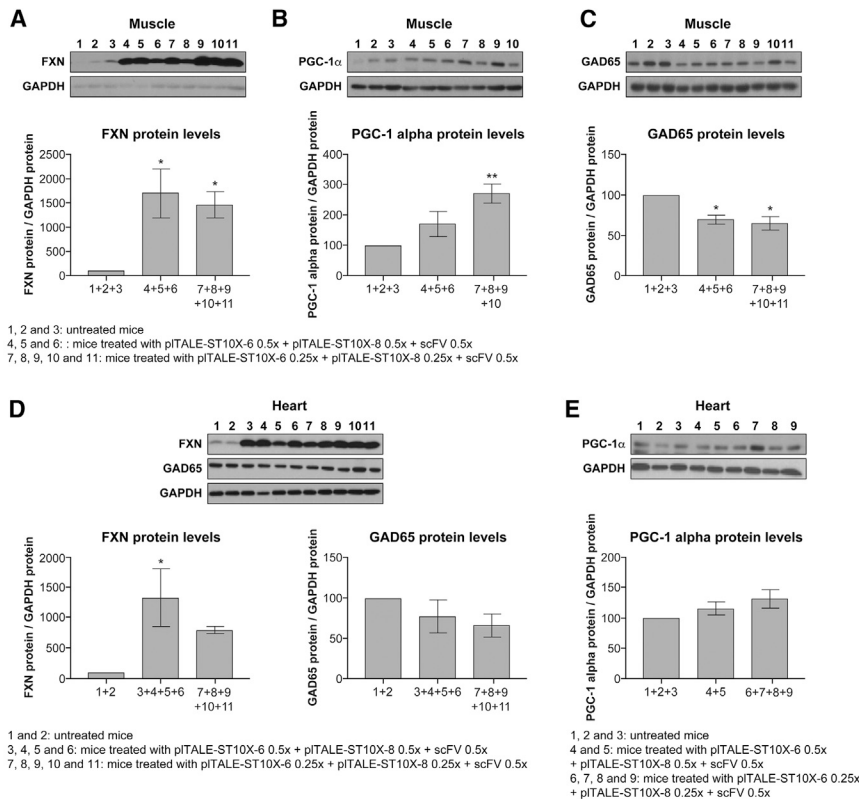 A
Muscle
1 2 3 4 5 6 7 8 9 10 11
FXN
GAPDH
FXN protein levels
FXN protein / GAPDH protein
2500
2000
1500
1000
500
0
*
*
1+2+3
4+5+6
7+8+9
+10+11
B
Muscle
1 2 3 4 5 6 7 8 9 10
PGC-1α
GAPDH
PGC-1 alpha protein levels
PGC-1 alpha protein / GAPDH protein
400
300
200
100
0
**
1+2+3
4+5+6
7+8+9
+10
C
Muscle
1 2 3 4 5 6 7 8 9 10 11
GAD65
GAPDH
GAD65 protein levels
GAD65 protein / GAPDH protein
150
100
50
0
*
*
1+2+3
4+5+6
7+8+9
+10+11
1, 2 and 3: untreated mice
4, 5 and 6: : mice treated with plTALE-ST10X-6 0.5x + plTALE-ST10X-8 0.5x + scFV 0.5x
7, 8, 9, 10 and 11: mice treated with plTALE-ST10X-6 0.25x + plTALE-ST10X-8 0.25x + scFV 0.5x
D
Heart
1 2 3 4 5 6 7 8 9 10 11
FXN
GAD65
GAPDH
FXN protein levels
FXN protein / GAPDH protein
2000
1500
1000
500
0
*
1+2
3+4+5+6
7+8+9
+10+11
GAD65 protein levels
GAD65 protein / GAPDH protein
150
100
50
0
1+2
3+4+5+6
7+8+9
+10+11
1 and 2: untreated mice
3, 4, 5 and 6: mice treated with plTALE-ST10X-6 0.5x + plTALE-ST10X-8 0.5x + scFV 0.5x
7, 8, 9, 10 and 11: mice treated with plTALE-ST10X-6 0.25x + plTALE-ST10X-8 0.25x + scFV 0.5x
E
Heart
1 2 3 4 5 6 7 8 9
PGC-1α
GAPDH
PGC-1 alpha protein levels
PGC-1 alpha protein / GAPDH protein
200
150
100
50
0
1+2+3
4+5
6+7+8+9
1, 2 and 3: untreated mice
4 and 5: mice treated with plTALE-ST10X-6 0.5x
+ plTALE-ST10X-8 0.5x + scFV 0.5x
6, 7, 8 and 9: mice treated with plTALE-ST10X-6 0.25x
+ plTALE-ST10X-8 0.25x + scFV 0.5x